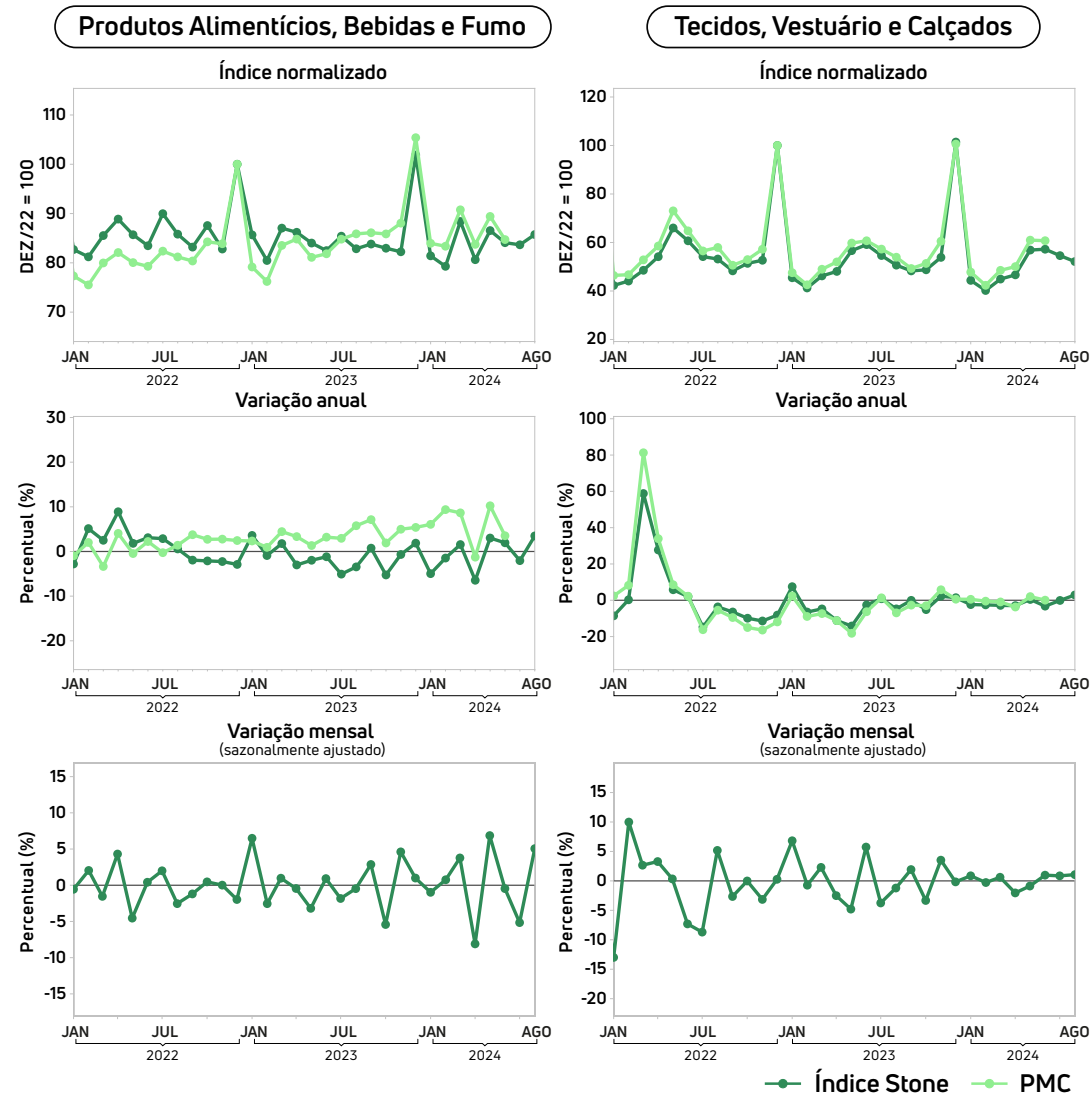 Produtos Alimentícios, Bebidas e Fumo
Índice normalizado
DEZ/22 = 100
110
100
90
80
70
JAN JUL JAN JUL JAN AGO
2022 2023 2024
Variação anual
Percentual (%)
30
20
10
0
-10
-20
JAN JUL JAN JUL JAN AGO
2022 2023 2024
Variação mensal
(sazonalmente ajustado)
Percentual (%)
15
10
5
0
-5
-10
-15
JAN JUL JAN JUL JAN AGO
2022 2023 2024
Tecidos, Vestuário e Calçados
Índice normalizado
DEZ/22 = 100
120
100
80
60
40
20
JAN JUL JAN JUL JAN AGO
2022 2023 2024
Variação anual
Percentual (%)
100
80
60
40
20
0
-20
JAN JUL JAN JUL JAN AGO
2022 2023 2024
Variação mensal
(sazonalmente ajustado)
Percentual (%)
15
10
5
0
-5
-10
-15
-20
JAN JUL JAN JUL JAN AGO
2022 2023 2024
Índice Stone PMC